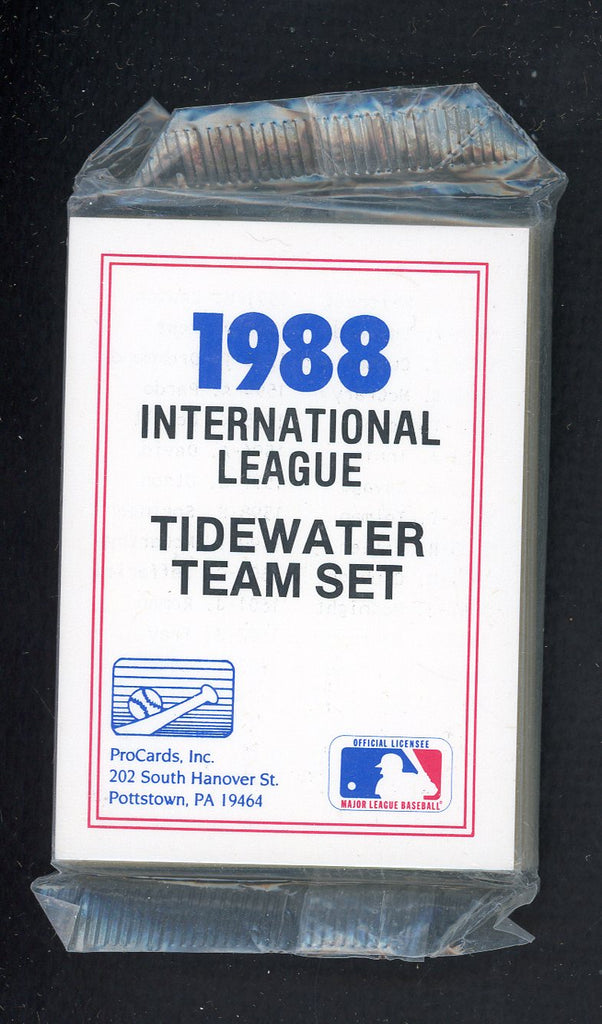 1988
INTERNATIONAL
LEAGUE
TIDEWATER
TEAM SET
ProCards, Inc.
202 South Hanover St.
Pottstown, PA 19464
OFFICIAL LICENSEE
MAJOR LEAGUE BASEBALL